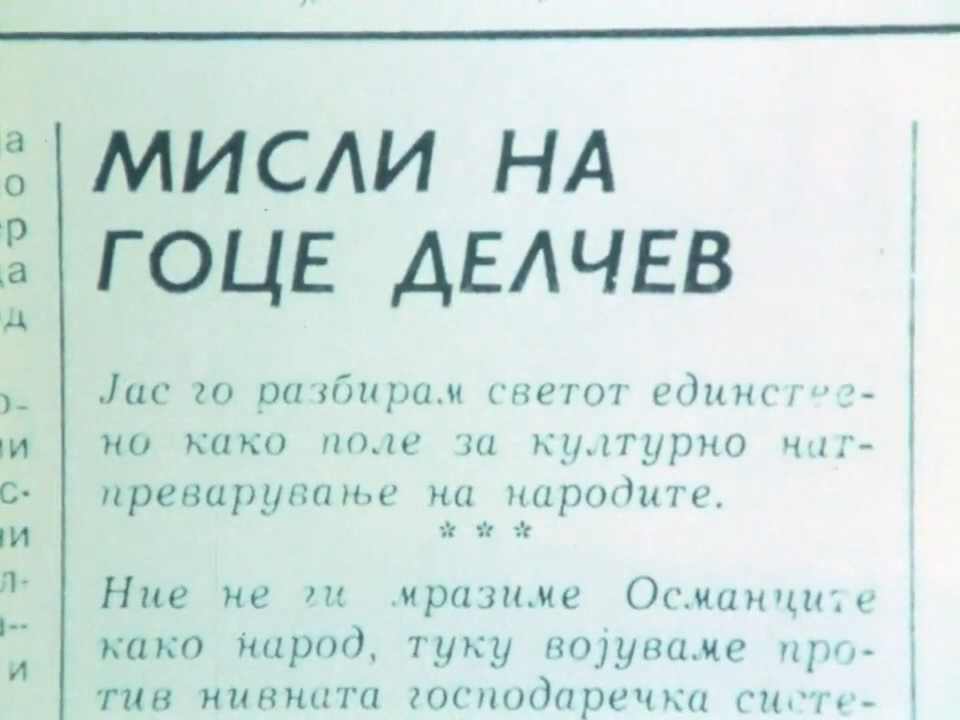 МИСЛИ НА
ГОЦЕ ДЕЛЧЕВ
Јас го разбирам светот единстве-
но како поле за културно нат-
преварување на народите.
* * *
Ние не ги мразиме Османците
како народ, туку војуваме про-
тив нивната господаречка систе-